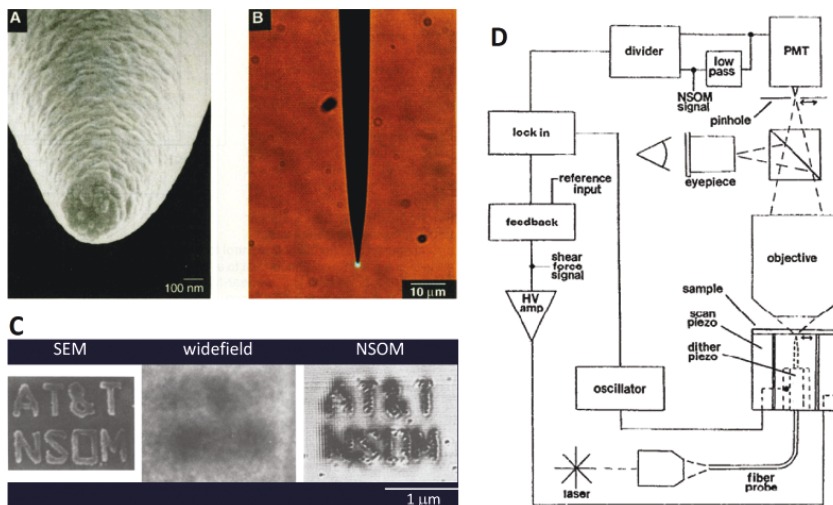 A
100 nm
B
10 μm
C
SEM
widefield
NSOM
AT&T
NSOM
AT&T
NSOM
1 μm
D
divider
low
pass
PMT
NSOM
signal
pinhole
lock in
eyepiece
reference
input
feedback
shear
force
signal
objective
HV
amp
sample
scan
piezo
dither
piezo
oscillator
laser
fiber
probe